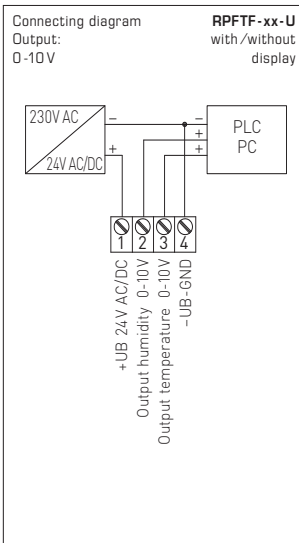 Connecting diagram
Output:
0-10 V
RPFTF-xx-U
with/without
display
230V AC
24V AC/DC
–
+
–
+
+
PLC
PC
1
2
3
4
+UB 24V AC/DC
Output humidity 0-10V
Output temperature 0-10V
–UB-GND